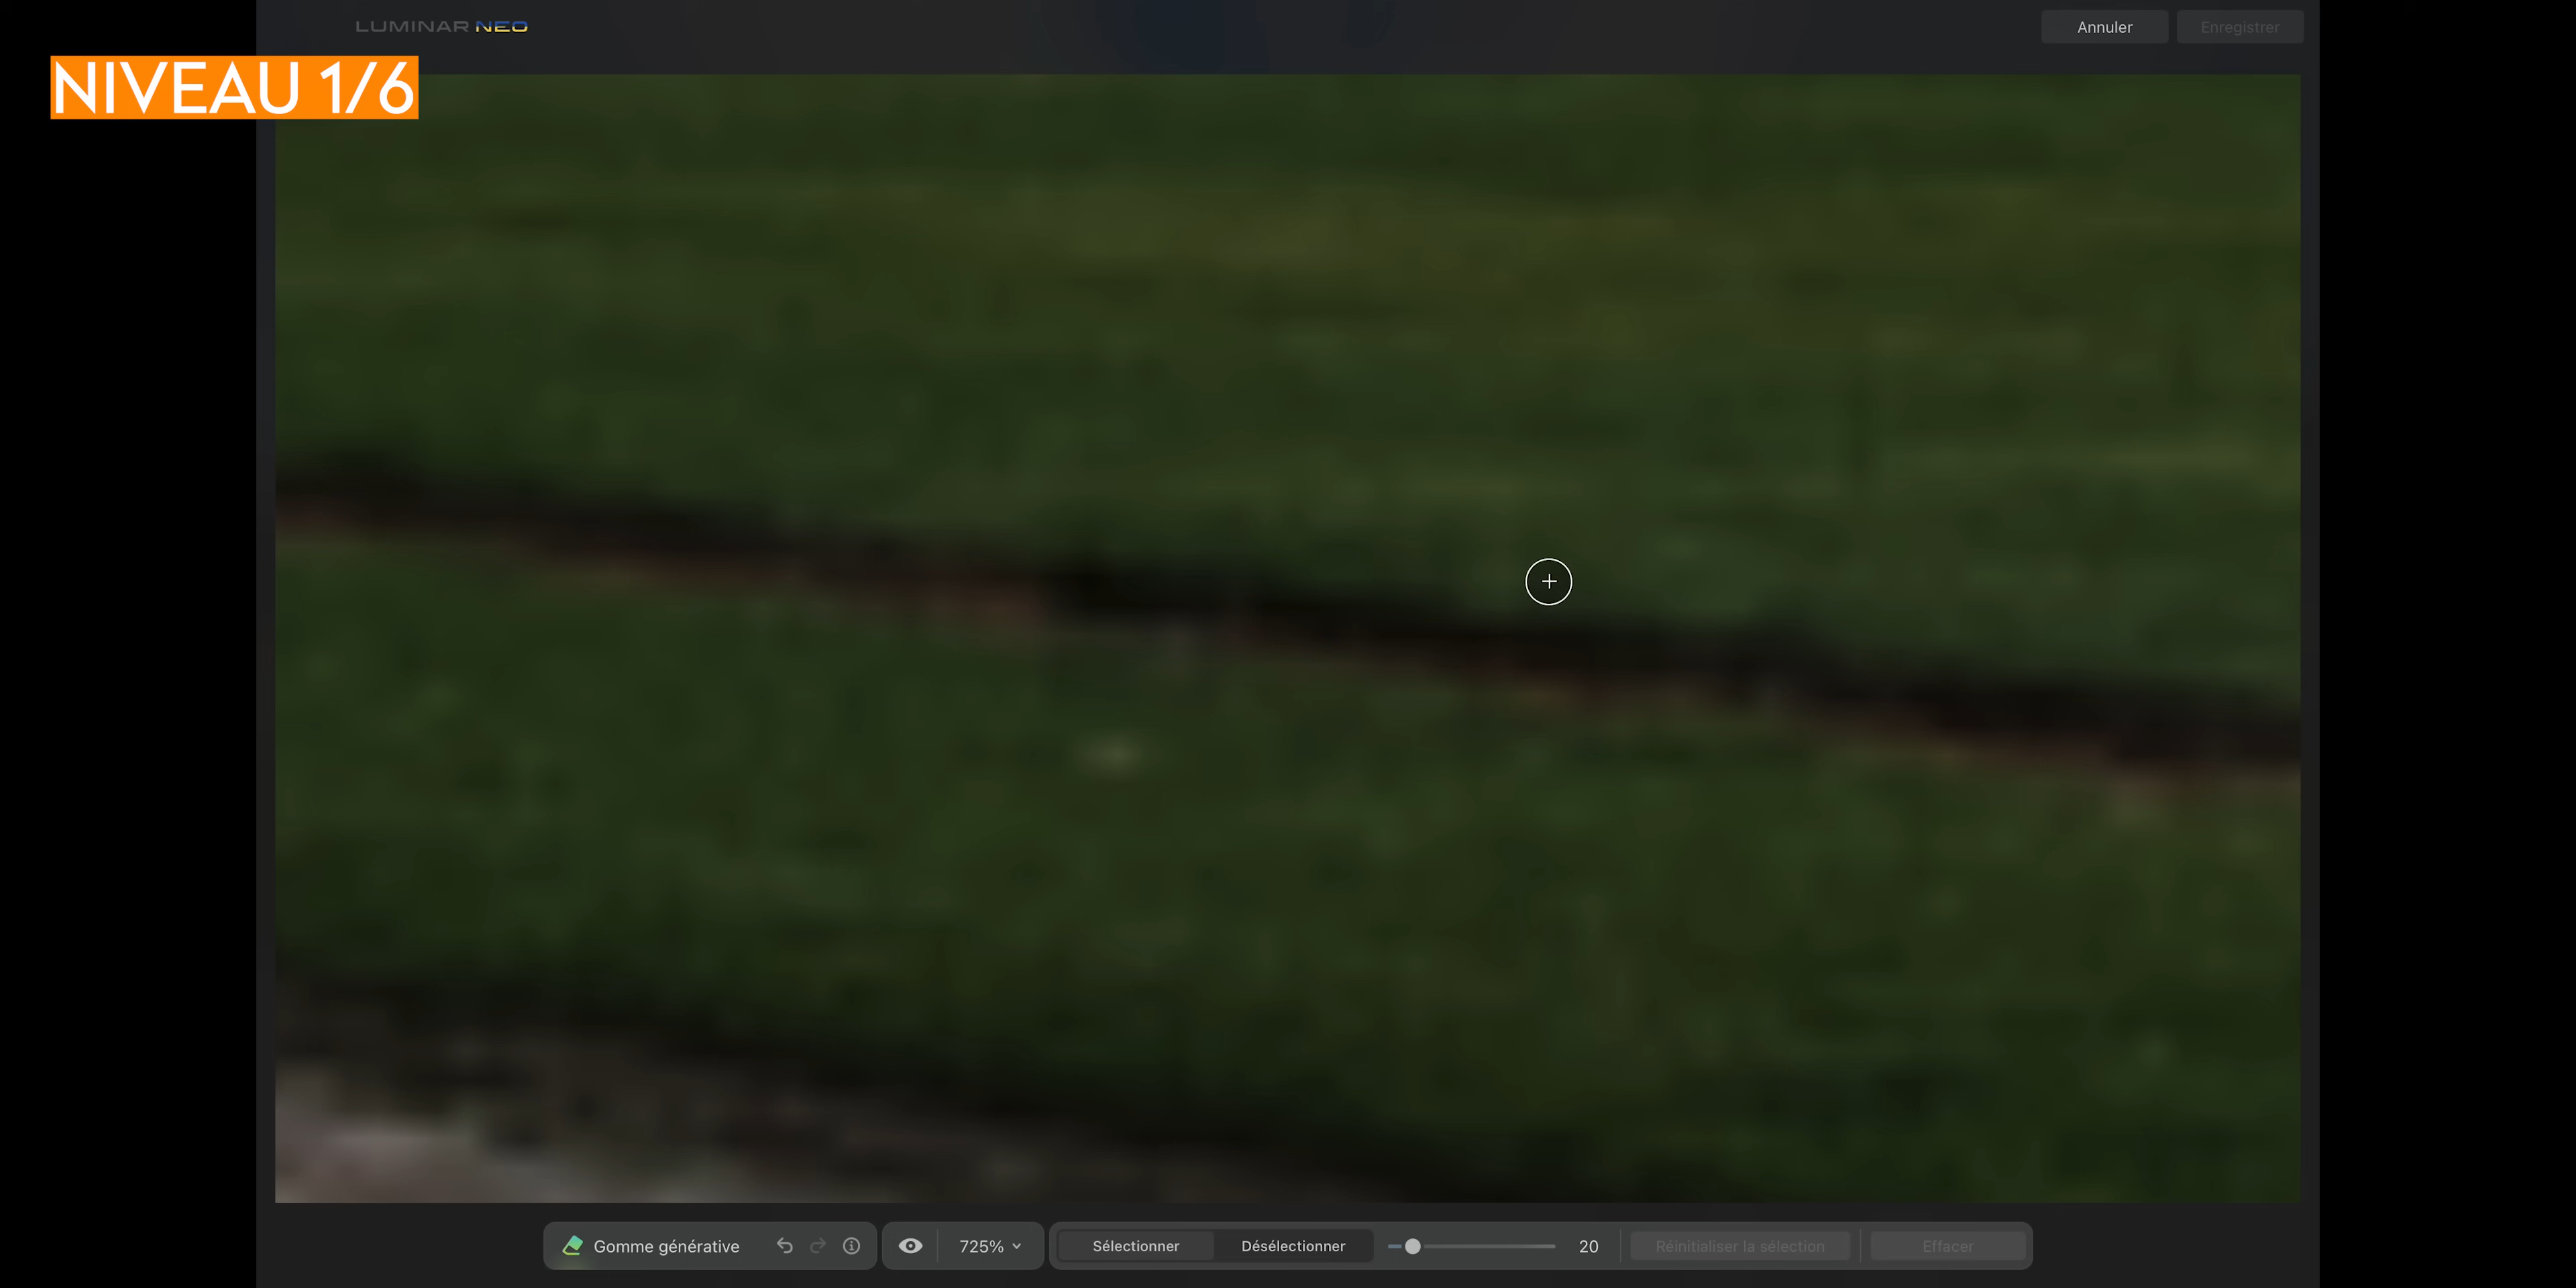 LUMINAR NEO
Annuler
Enregistrer
NIVEAU 1/6
Gomme générative
725%
Sélectionner
Désélectionner
20
Réinitialiser la sélection
Effacer